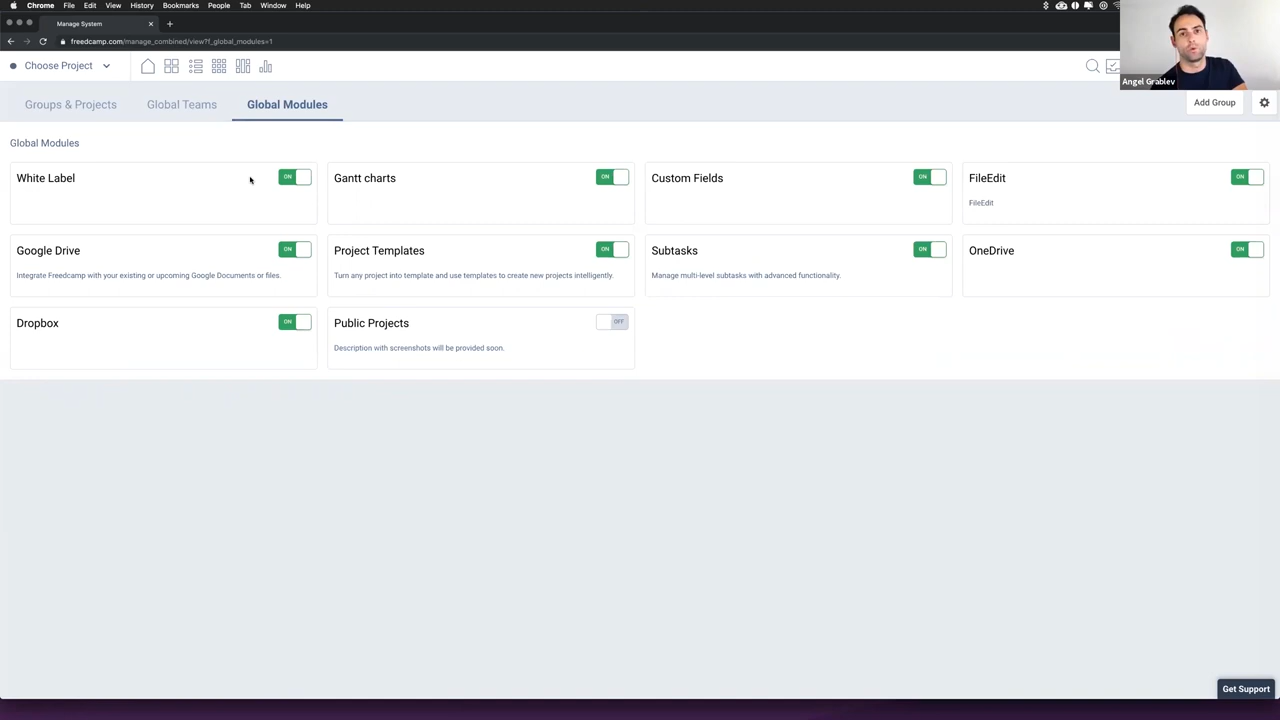 Chrome File Edit View History Bookmarks People Tab Window Help
Manage System
freedcamp.com/manage_combined/view?f_global_modules=1
Choose Project
Angel Grablev
Groups & Projects Global Teams Global Modules Add Group
Global Modules
White Label ON Gantt charts ON Custom Fields ON FileEdit ON
FileEdit
Google Drive ON Project Templates ON Subtasks ON OneDrive ON
Integrate Freedcamp with your existing or upcoming Google Documents or files. Turn any project into template and use templates to create new projects intelligently. Manage multi-level subtasks with advanced functionality.
Dropbox ON Public Projects OFF
Description with screenshots will be provided soon.
Get Support